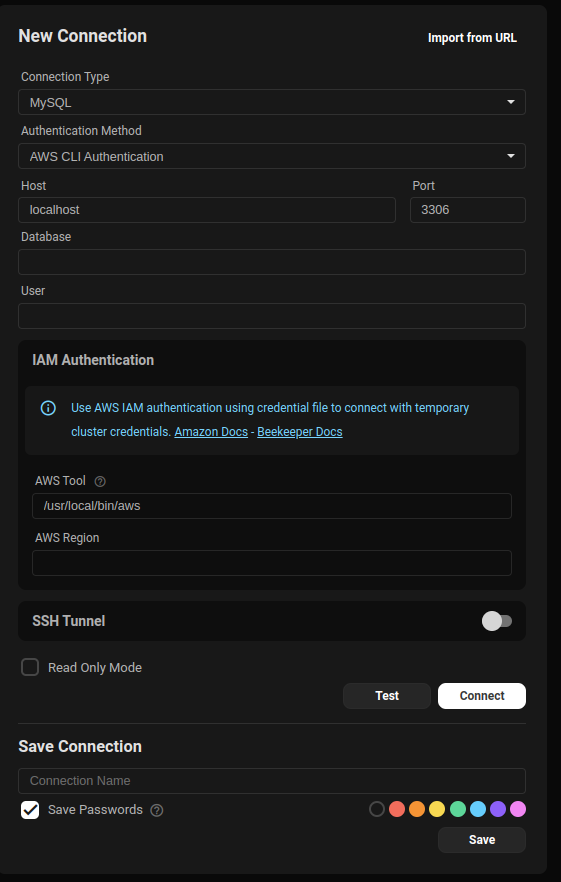 New Connection
Import from URL
Connection Type
MySQL
Authentication Method
AWS CLI Authentication
Host
Port
localhost
3306
Database
User
IAM Authentication
Use AWS IAM authentication using credential file to connect with temporary
cluster credentials. Amazon Docs - Beekeeper Docs
AWS Tool
/usr/local/bin/aws
AWS Region
SSH Tunnel
Read Only Mode
Test
Connect
Save Connection
Connection Name
Save Passwords
Save